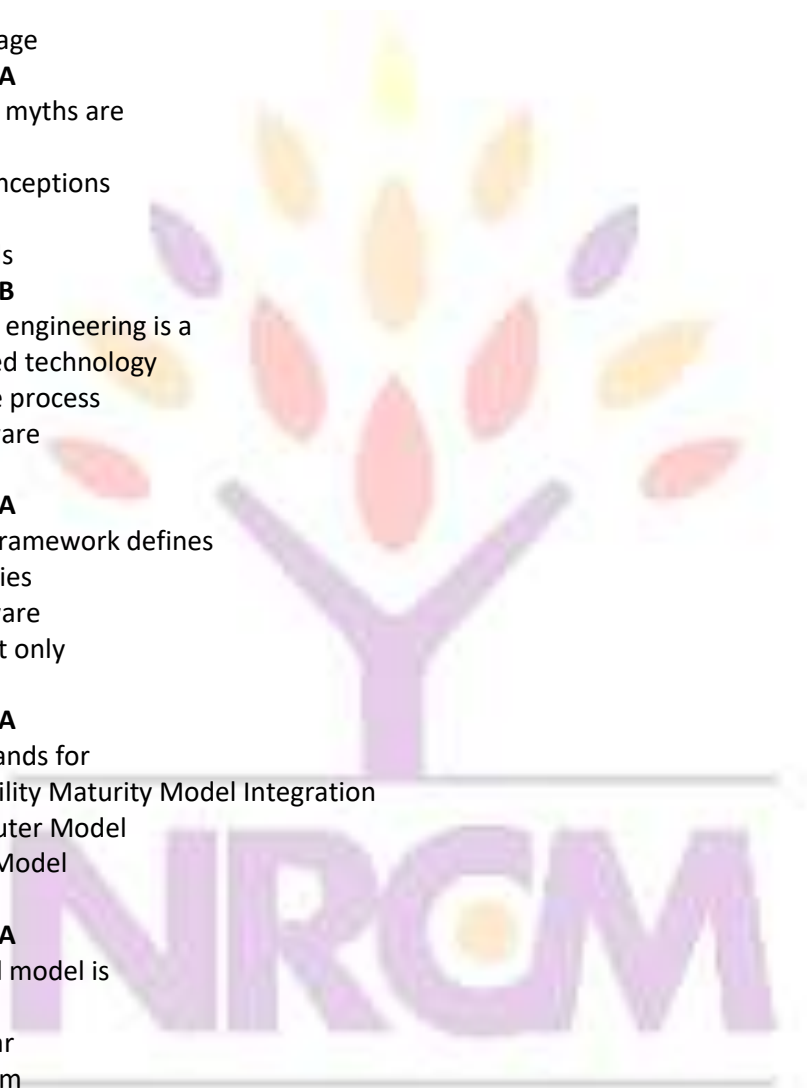 age
A
myths are
nceptions
s
B
engineering is a
ed technology
e process
are
A
ramework defines
ies
are
t only
A
ands for
ility Maturity Model Integration
uter Model
Model
A
l model is
ar
m
NRCM